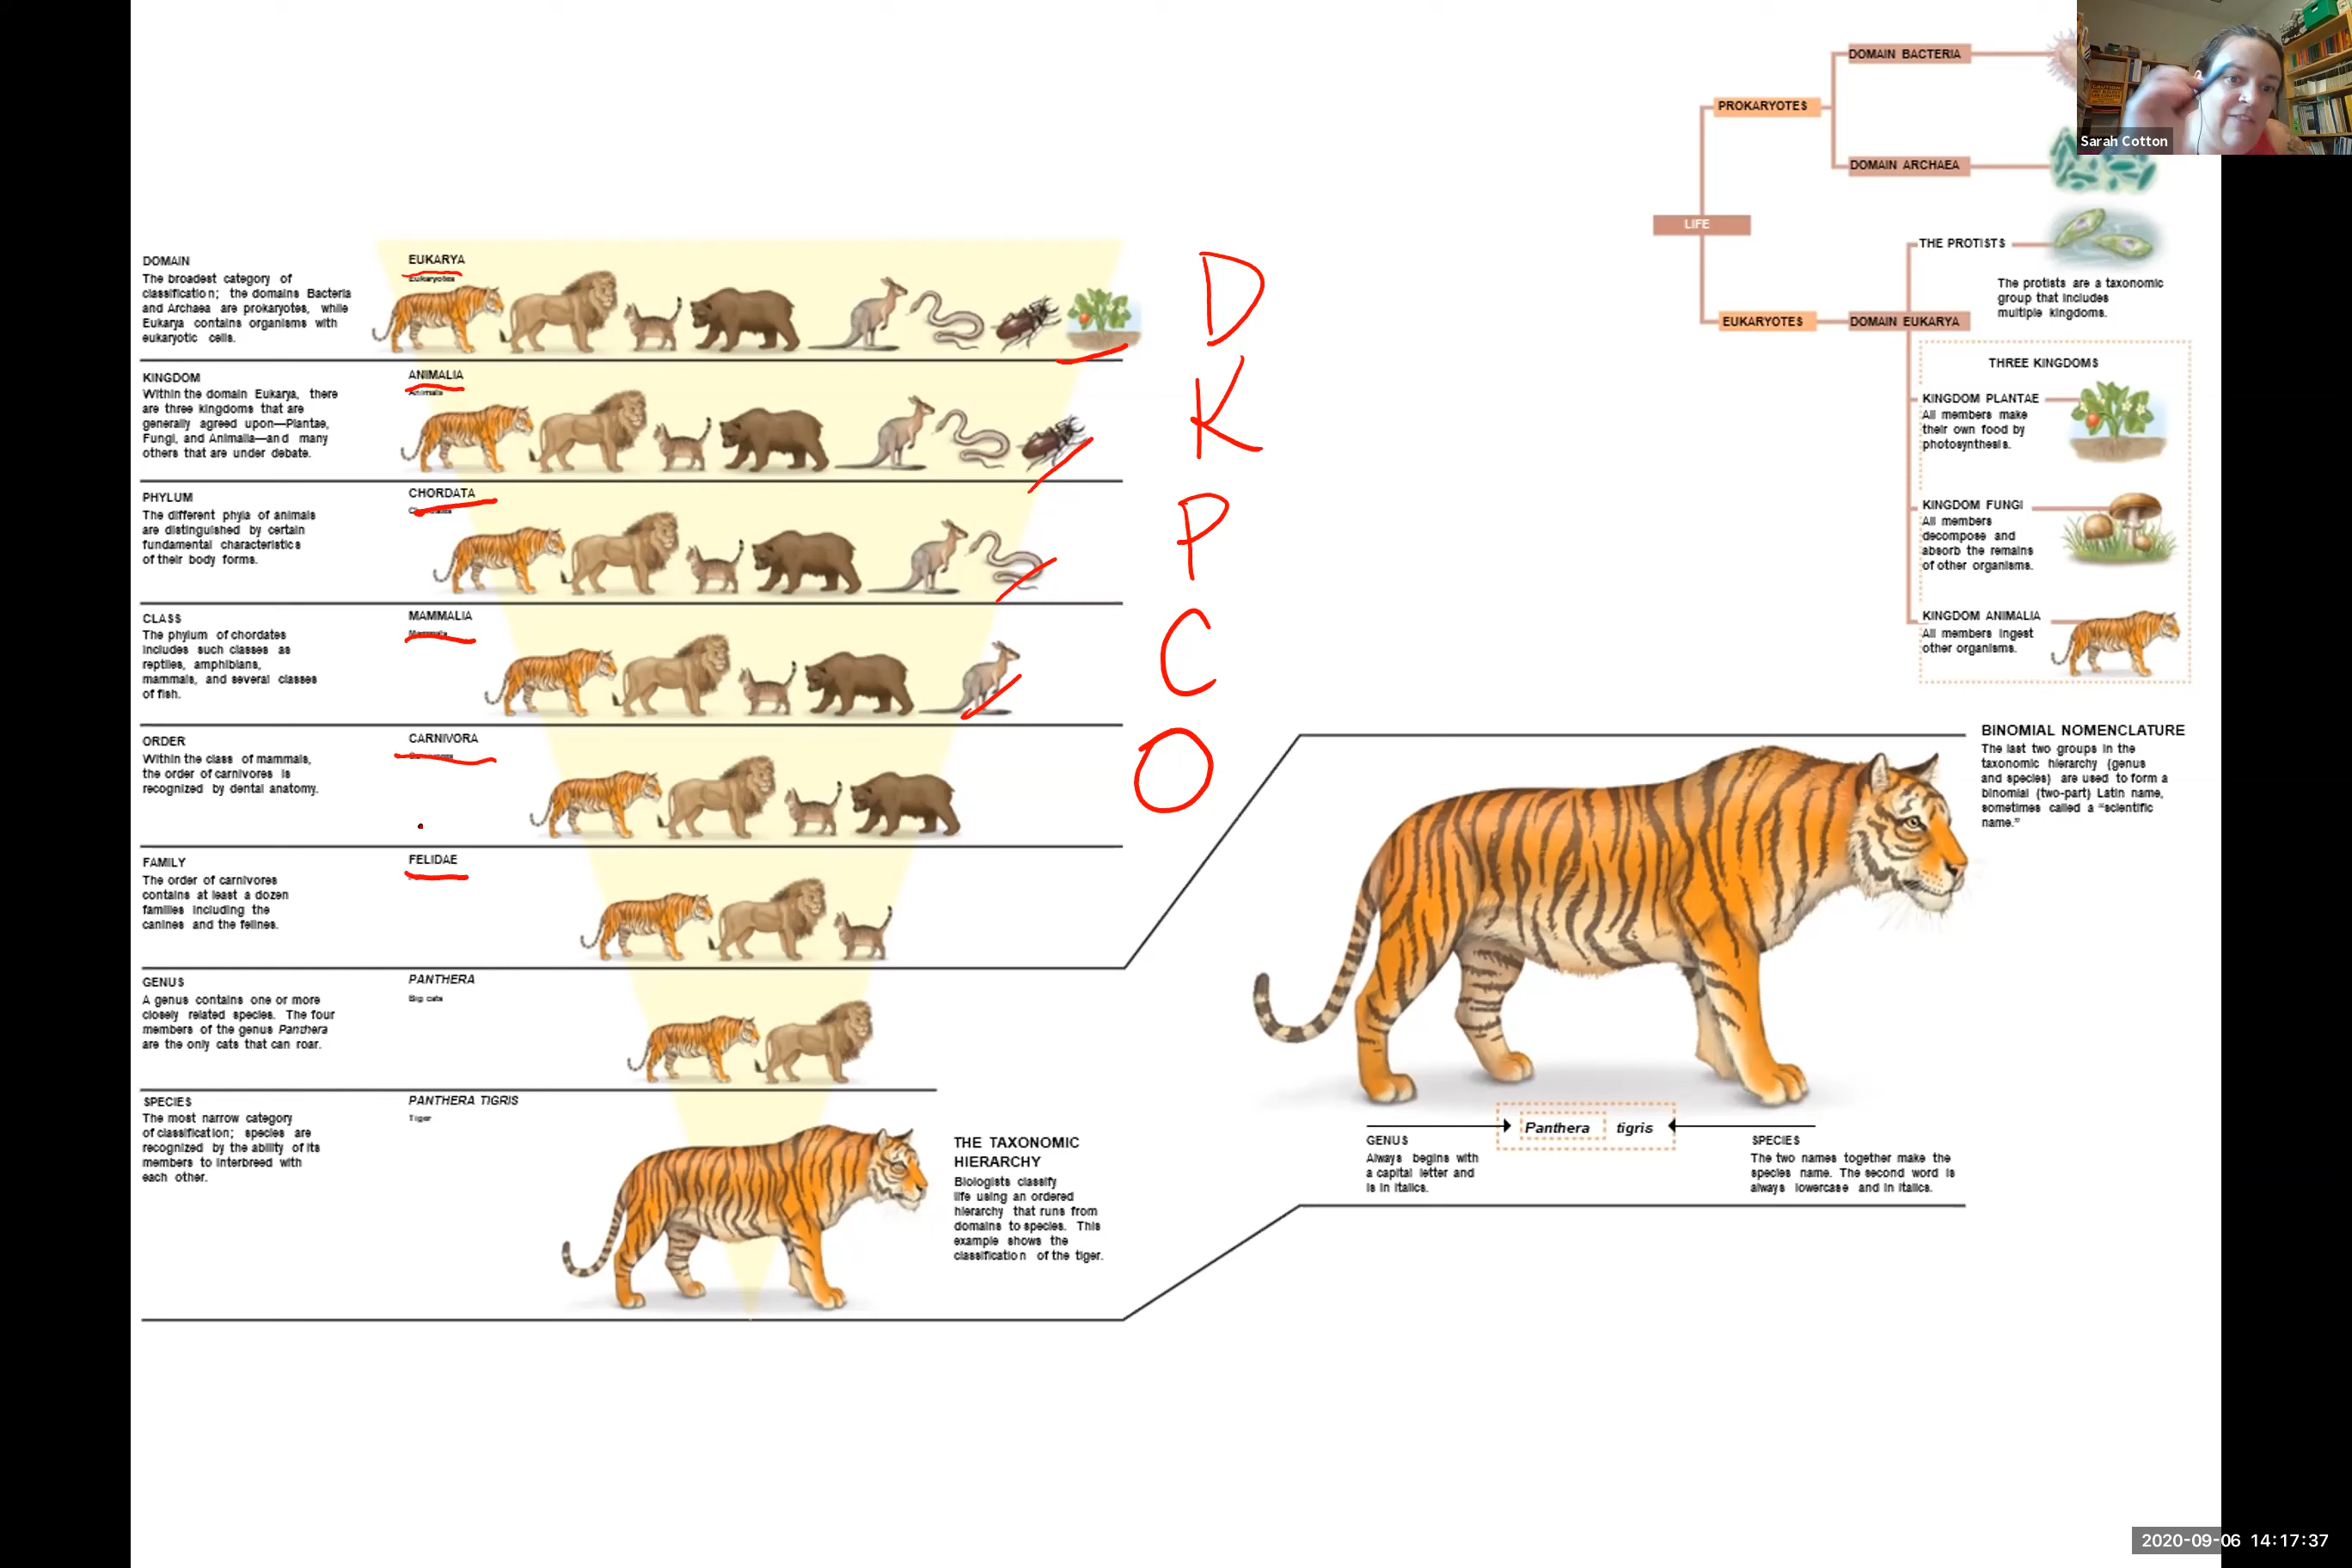 DOMAIN
The broadest category of
classification; the domains Bacteria
and Archaea are prokaryotes, while
Eukarya contains organisms with
eukaryotic cells.
EUKARYA
Eukaryotes
KINGDOM
Within the domain Eukarya, there
are three kingdoms that are
generally agreed upon—Plantae,
Fungi, and Animalia—and many
others that are under debate.
ANIMALIA
Animals
PHYLUM
The different phyla of animals
are distinguished by certain
fundamental characteristics
of their body forms.
CHORDATA
CLASS
The phylum of chordates
includes such classes as
reptiles, amphibians,
mammals, and several classes
of fish.
MAMMALIA
ORDER
Within the class of mammals,
the order of carnivores is
recognized by dental anatomy.
CARNIVORA
FAMILY
The order of carnivores
contains at least a dozen
families including the
canines and the felines.
FELIDAE
GENUS
A genus contains one or more
closely related species. The four
members of the genus Panthera
are the only cats that can roar.
PANTHERA
Big cats
SPECIES
The most narrow category
of classification; species are
recognized by the ability of its
members to interbreed with
each other.
PANTHERA TIGRIS
Tiger
THE TAXONOMIC
HIERARCHY
Biologists classify
life using an ordered
hierarchy that runs from
domains to species. This
example shows the
classification of the tiger.
D
K
P
C
O
LIFE
PROKARYOTES
DOMAIN BACTERIA
DOMAIN ARCHAEA
EUKARYOTES
DOMAIN EUKARYA
THE PROTISTS
The protists are a taxonomic
group that includes
multiple kingdoms.
THREE KINGDOMS
KINGDOM PLANTAE
All members make
their own food by
photosynthesis.
KINGDOM FUNGI
All members
decompose and
absorb the remains
of other organisms.
KINGDOM ANIMALIA
All members ingest
other organisms.
BINOMIAL NOMENCLATURE
The last two groups in the
taxonomic hierarchy (genus
and species) are used to form a
binomial (two-part) Latin name,
sometimes called a "scientific
name."
Panthera tigris
GENUS
Always begins with
a capital letter and
is in italics.
SPECIES
The two names together make the
species name. The second word is
always lowercase and in italics.
Sarah Cotton
2020-09-06 14:17:37